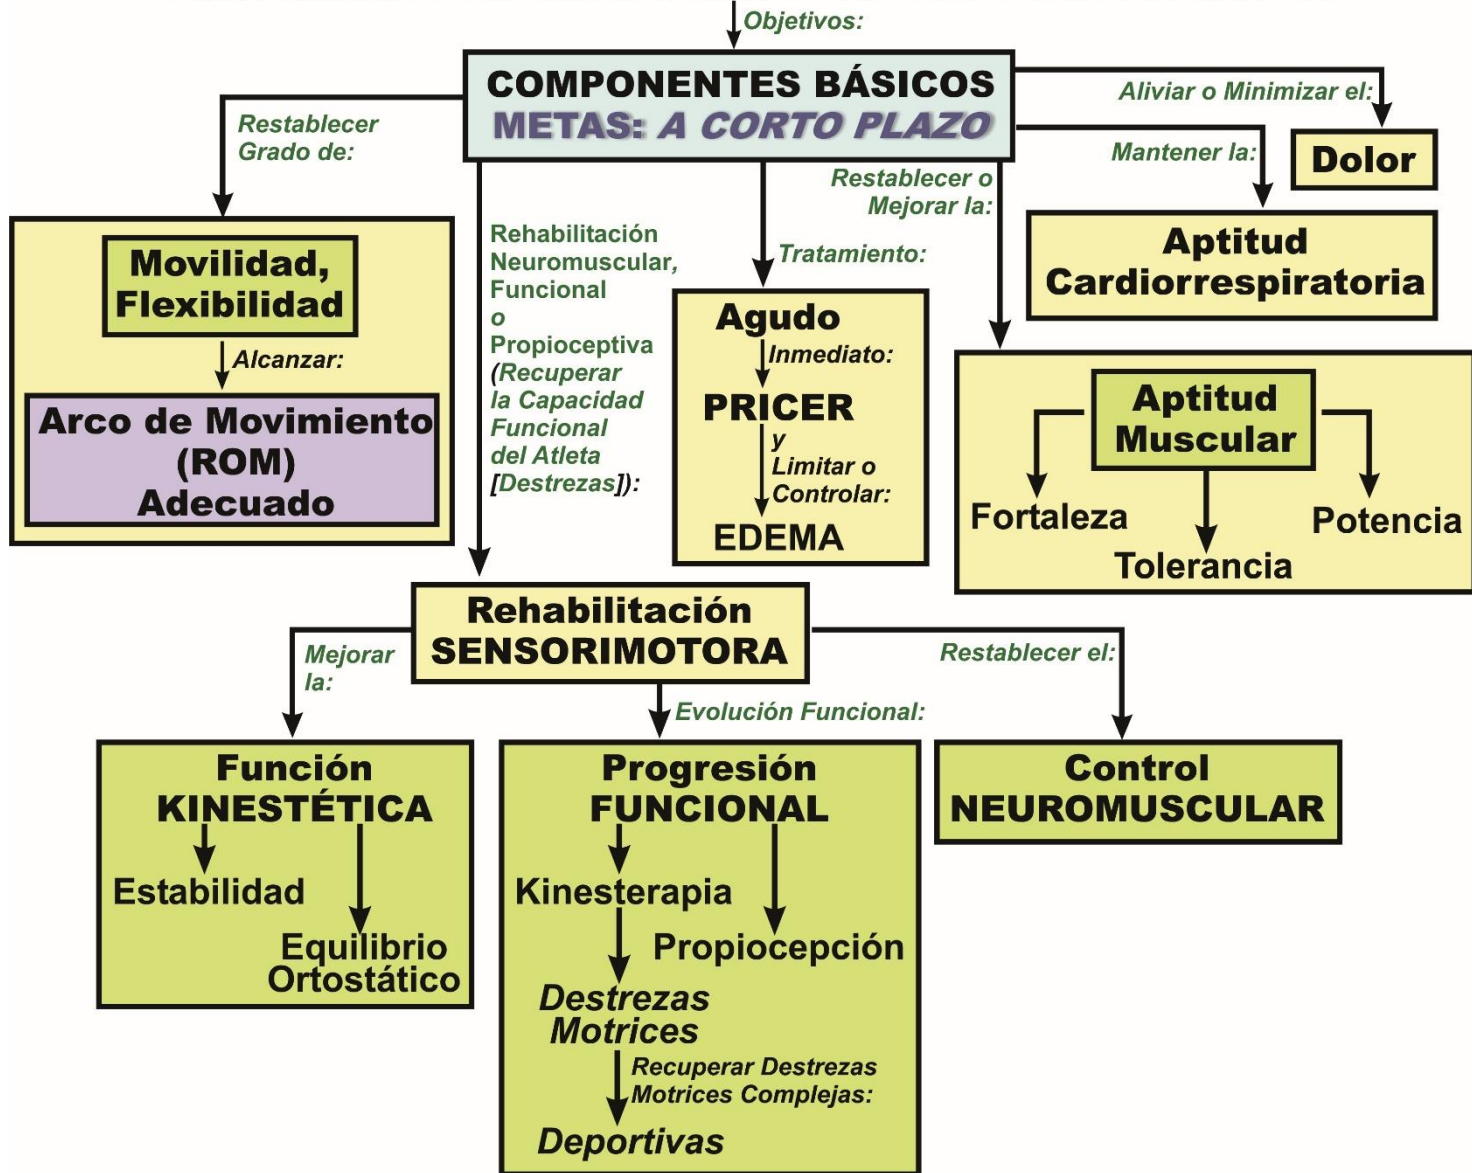 Objetivos:
COMPONENTES BÁSICOS
METAS: A CORTO PLAZO
Restablecer
Grado de:
Movilidad,
Flexibilidad
Alcanzar:
Arco de Movimiento
(ROM)
Adecuado
Rehabilitación
Neuromuscular,
Funcional
o
Propioceptiva
(Recuperar
la Capacidad
Funcional
del Atleta
[Destrezas]):
Tratamiento:
Agudo
Inmediato:
PRICER
y
Limitar o
Controlar:
EDEMA
Restablecer o
Mejorar la:
Aptitud
Muscular
Fortaleza
Tolerancia
Potencia
Mantener la:
Aptitud
Cardiorrespiratoria
Aliviar o Minimizar el:
Dolor
Rehabilitación
SENSORIMOTORA
Mejorar
la:
Función
KINESTÉTICA
Estabilidad
Equilibrio
Ortostático
Evolución Funcional:
Progresión
FUNCIONAL
Kinesterapia
Propiocepción
Destrezas
Motrices
Recuperar Destrezas
Motrices Complejas:
Deportivas
Restablecer el:
Control
NEUROMUSCULAR